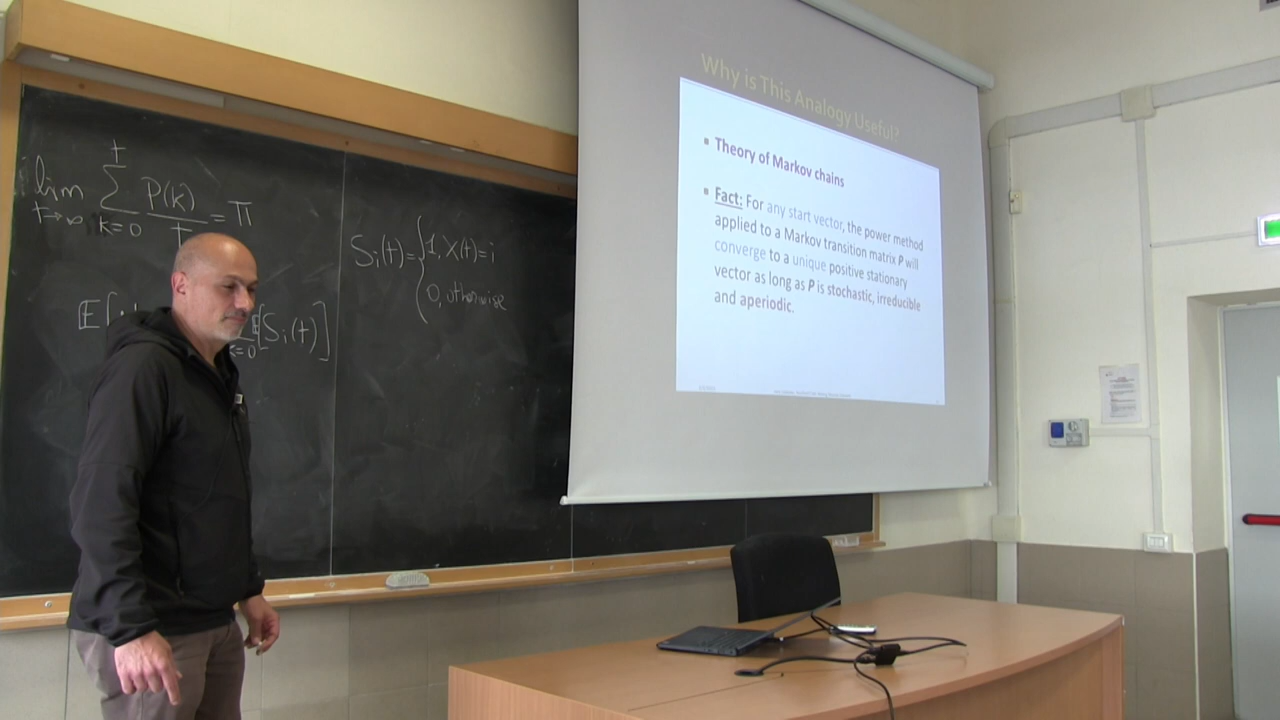 lim Σ P(k)/t = π
t→∞ k=0
t
E[
k=0
E[Si(t)]
Si(t)= { 1, X(t)=i
0, otherwise
Why is This Analogy Useful?
▪ Theory of Markov chains
▪ Fact: For any start vector, the power method
applied to a Markov transition matrix P will
converge to a unique positive stationary
vector as long as P is stochastic, irreducible
and aperiodic.